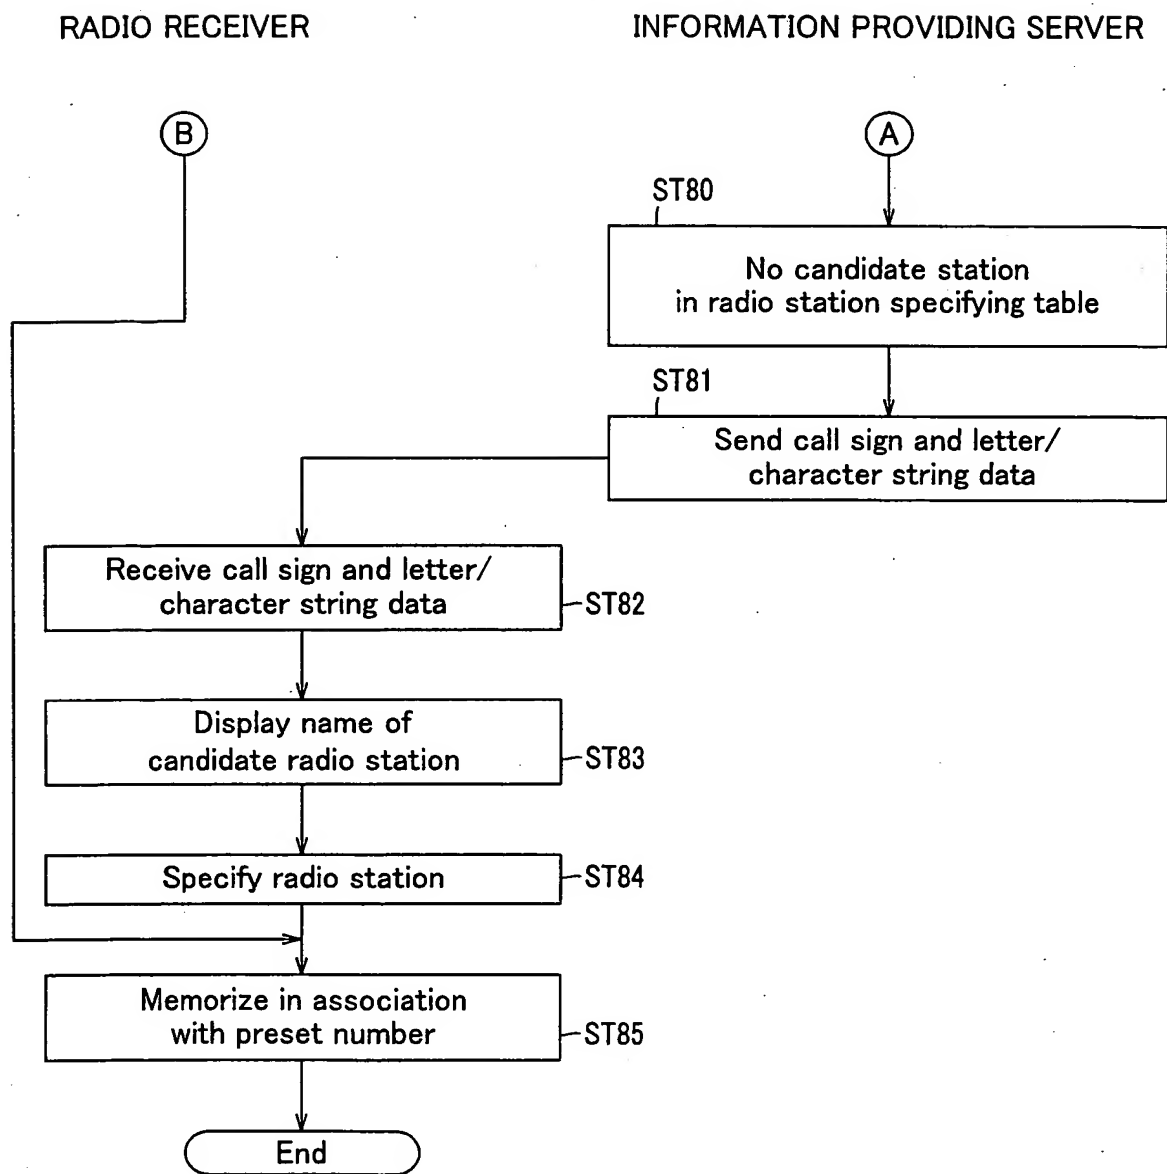 RADIO RECEIVER
INFORMATION PROVIDING SERVER
B
A
ST80
No candidate station
in radio station specifying table
ST81
Send call sign and letter/
character string data
Receive call sign and letter/
character string data
ST82
Display name of
candidate radio station
ST83
Specify radio station
ST84
Memorize in association
with preset number
ST85
End